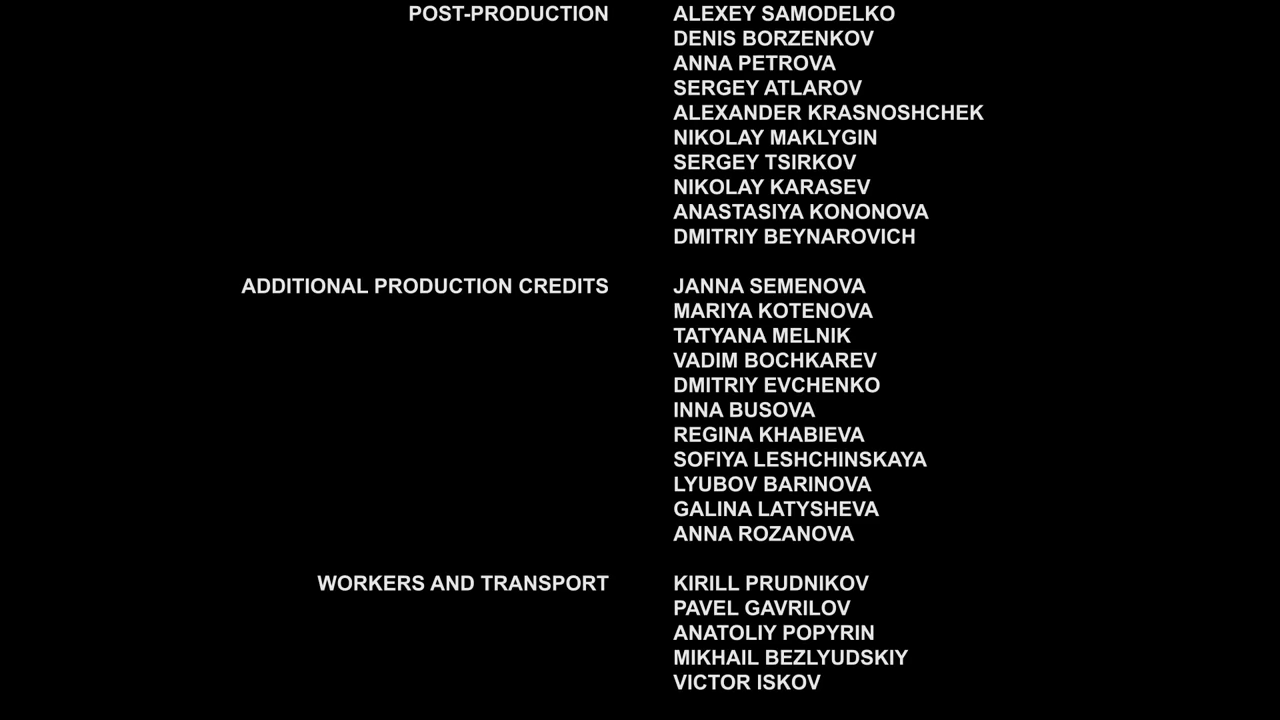 POST-PRODUCTION ALEXEY SAMODELKO
DENIS BORZENKOV
ANNA PETROVA
SERGEY ATLAROV
ALEXANDER KRASNOSHCHEK
NIKOLAY MAKLYGIN
SERGEY TSIRKOV
NIKOLAY KARASEV
ANASTASIYA KONONOVA
DMITRIY BEYNAROVICH
ADDITIONAL PRODUCTION CREDITS JANNA SEMENOVA
MARIYA KOTENOVA
TATYANA MELNIK
VADIM BOCHKAREV
DMITRIY EVCHENKO
INNA BUSOVA
REGINA KHABIEVA
SOFIYA LESHCHINSKAYA
LYUBOV BARINOVA
GALINA LATYSHEVA
ANNA ROZANOVA
WORKERS AND TRANSPORT KIRILL PRUDNIKOV
PAVEL GAVRILOV
ANATOLIY POPYRIN
MIKHAIL BEZLYUDSKIY
VICTOR ISKOV